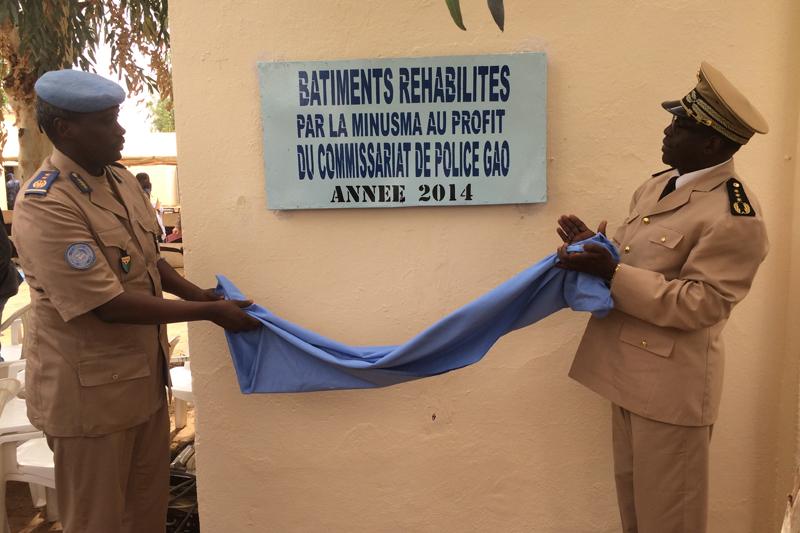 BATIMENTS REHABILITES
PAR LA MINUSMA AU PROFIT
DU COMMISSARIAT DE POLICE GAO
ANNEE 2014